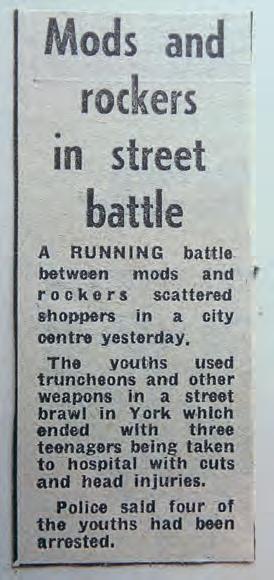 Mods and
rockers
in street
battle
A RUNNING battle
between mods and
rockers scattered
shoppers in a city
centre yesterday.
The youths used
truncheons and other
weapons in a street
brawl in York which
ended with three
teenagers being taken
to hospital with cuts
and head injuries.
Police said four of
the youths had been
arrested.